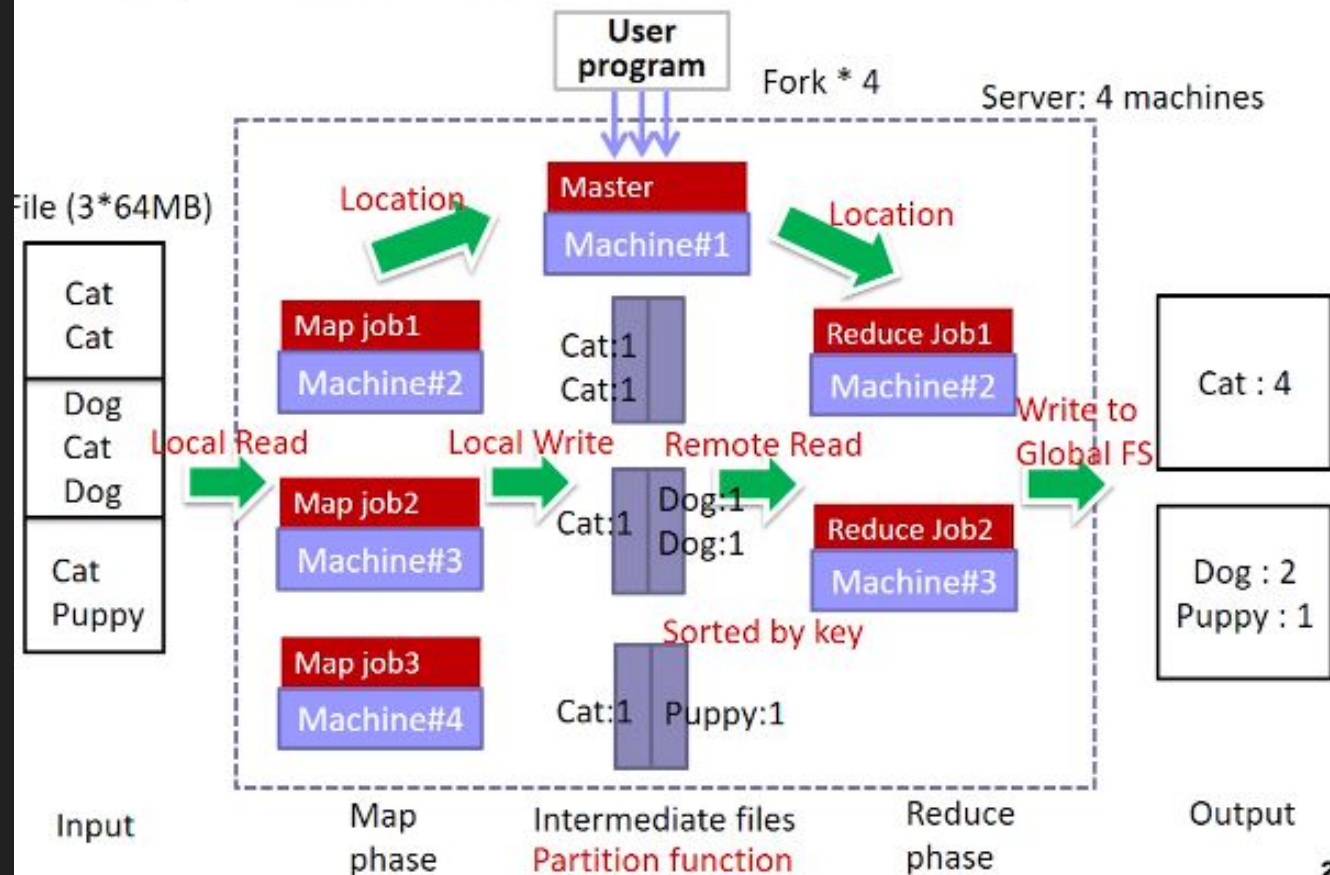 User
program
Fork * 4
Server: 4 machines
File (3*64MB)
Location
Master
Machine#1
Location
Cat
Cat
Dog
Cat
Dog
Cat
Puppy
Local Read
Map job1
Machine#2
Map job2
Machine#3
Map job3
Machine#4
Local Write
Cat:1
Cat:1
Cat:1
Dog:1
Dog:1
Sorted by key
Cat:1
Puppy:1
Remote Read
Reduce Job1
Machine#2
Reduce Job2
Machine#3
Write to
Global FS
Cat : 4
Dog : 2
Puppy : 1
Input
Map
phase
Intermediate files
Partition function
Reduce
phase
Output